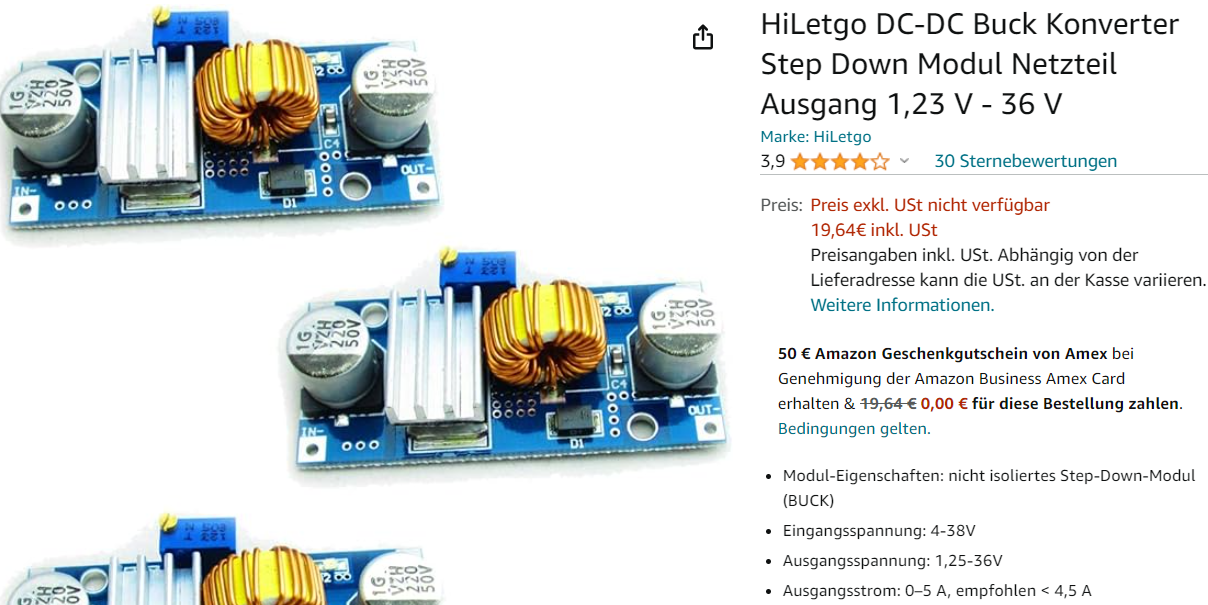 HiLetgo DC-DC Buck Konverter
Step Down Modul Netzteil
Ausgang 1,23 V - 36 V
Marke: HiLetgo
3,9
30 Sternebewertungen
Preis: Preis exkl. USt nicht verfügbar
19,64€ inkl. USt
Preisangaben inkl. USt. Abhängig von der
Lieferadresse kann die USt. an der Kasse variieren.
Weitere Informationen.
50 € Amazon Geschenkgutschein von Amex bei
Genehmigung der Amazon Business Amex Card
erhalten & 19,64 € 0,00 € für diese Bestellung zahlen.
Bedingungen gelten.
• Modul-Eigenschaften: nicht isoliertes Step-Down-Modul
(BUCK)
• Eingangsspannung: 4-38V
• Ausgangsspannung: 1,25-36V
• Ausgangsstrom: 0–5 A, empfohlen < 4,5 A
1G
VZH
220
50V
1G
VZH
220
50V
C4
OUT-
IN-
D1
1G
VZH
220
50V
1G
VZH
220
50V
C4
OUT-
IN-
D1